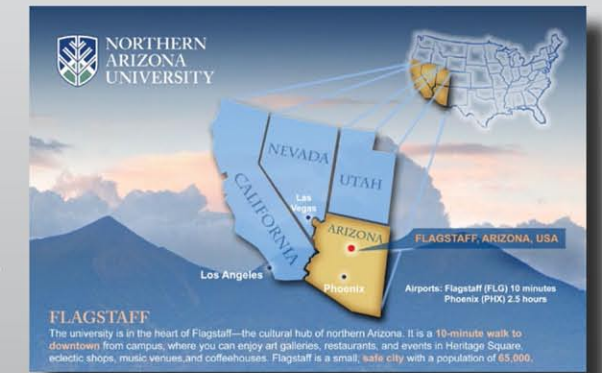 NORTHERN
ARIZONA
UNIVERSITY
NEVADA
UTAH
CALIFORNIA
Las
Vegas
ARIZONA
FLAGSTAFF, ARIZONA, USA
Los Angeles
Phoenix
Airports: Flagstaff (FLG) 10 minutes
Phoenix (PHX) 2.5 hours
FLAGSTAFF
The university is in the heart of Flagstaff—the cultural hub of northern Arizona. It is a 10-minute walk to
downtown from campus, where you can enjoy art galleries, restaurants, and events in Heritage Square,
eclectic shops, music venues,and coffeehouses. Flagstaff is a small, safe city with a population of 65,000.